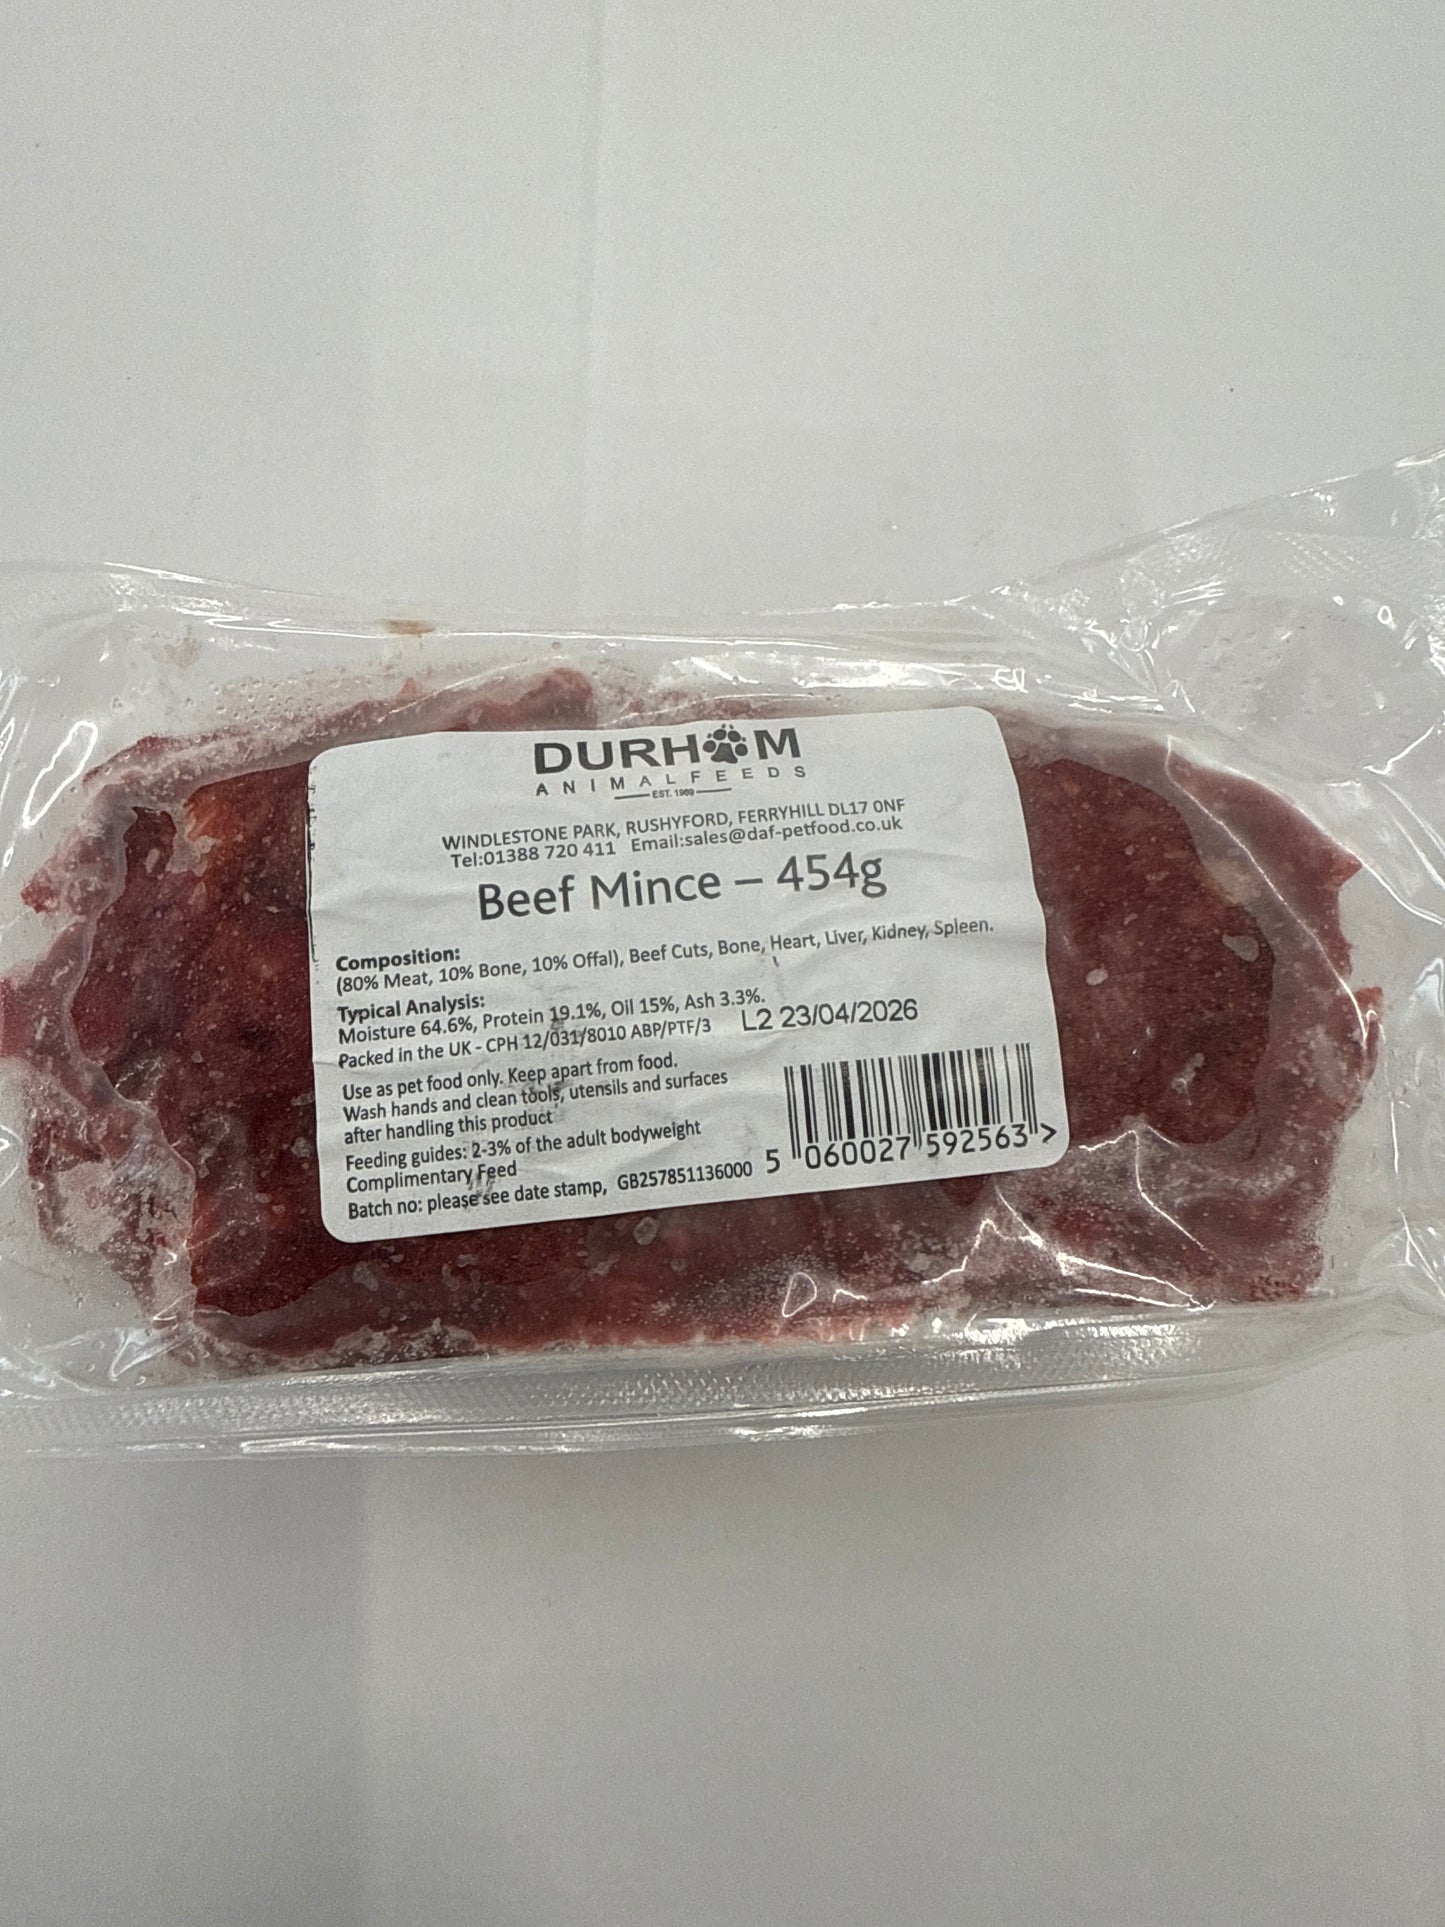 DURHAM
ANIMAL FEEDS
EST. 1969
WINDLESTONE PARK, RUSHYFORD, FERRYHILL DL17 0NF
Tel:01388 720 411 Email:sales@daf-petfood.co.uk
Beef Mince – 454g
Composition:
(80% Meat, 10% Bone, 10% Offal), Beef Cuts, Bone, Heart, Liver, Kidney, Spleen.
Typical Analysis:
Moisture 64.6%, Protein 19.1%, Oil 15%, Ash 3.3%.
Packed in the UK - CPH 12/031/8010 ABP/PTF/3
L2 23/04/2026
Use as pet food only. Keep apart from food.
Wash hands and clean tools, utensils and surfaces
after handling this product
Feeding guides: 2-3% of the adult bodyweight
Complimentary Feed
Batch no: please see date stamp, GB257851136000
5 060027 592563 >